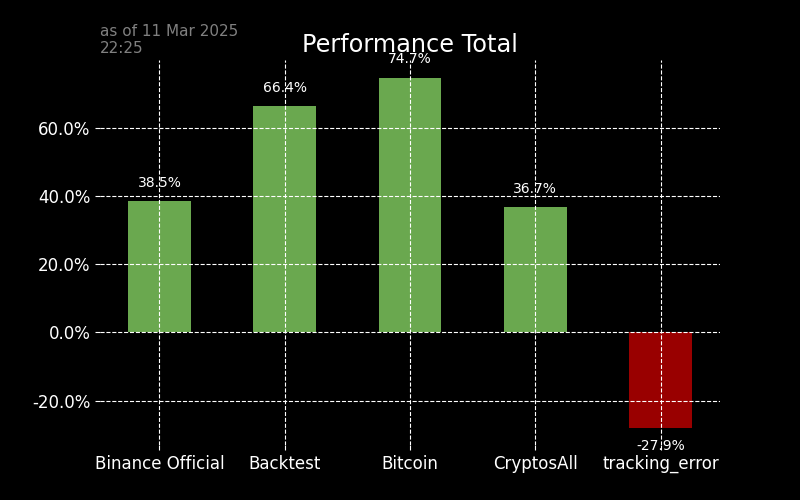 as of 11 Mar 2025
22:25
Performance Total
74.7%
66.4%
38.5%
36.7%
-27.9%
60.0%
40.0%
20.0%
0.0%
-20.0%
Binance Official
Backtest
Bitcoin
CryptosAll
tracking_error